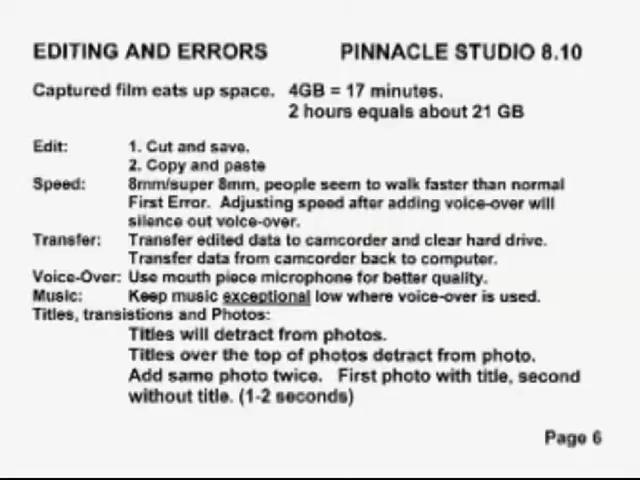 EDITING AND ERRORS PINNACLE STUDIO 8.10
Captured film eats up space. 4GB = 17 minutes.
2 hours equals about 21 GB
Edit: 1. Cut and save.
2. Copy and paste
Speed: 8mm/super 8mm, people seem to walk faster than normal
First Error. Adjusting speed after adding voice-over will
silence out voice-over.
Transfer: Transfer edited data to camcorder and clear hard drive.
Transfer data from camcorder back to computer.
Voice-Over: Use mouth piece microphone for better quality.
Music: Keep music exceptional low where voice-over is used.
Titles, transistions and Photos:
Titles will detract from photos.
Titles over the top of photos detract from photo.
Add same photo twice. First photo with title, second
without title. (1-2 seconds)
Page 6